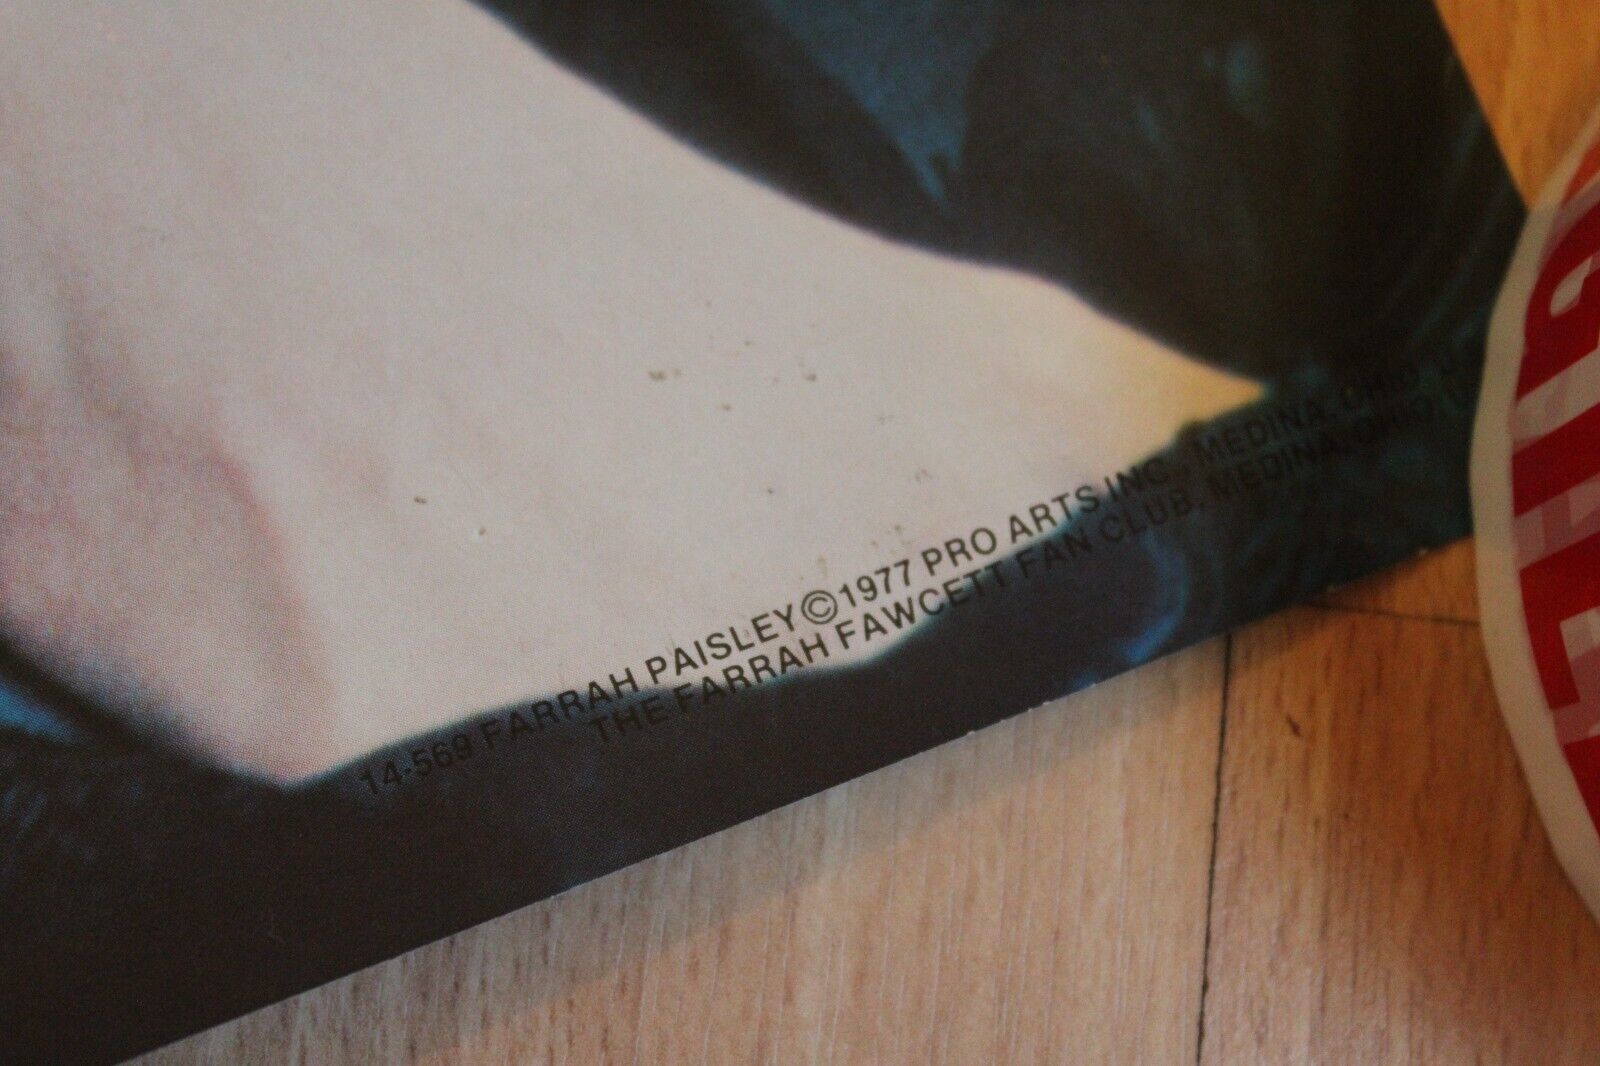 14-569 FARRAH PAISLEY©1977 PRO ARTS INC., MEDINA, OHIO
THE FARRAH FAWCETT FAN CLUB, MEDINA, OHIO